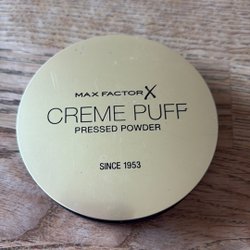 MAX FACTOR X
CREME PUFF
PRESSED POWDER
SINCE 1953